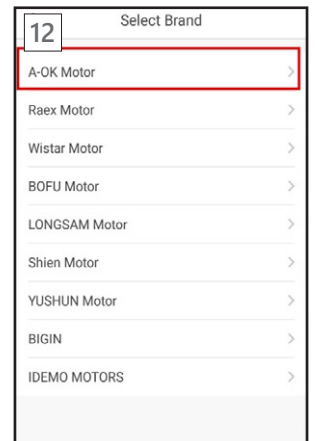 12
Select Brand
A-OK Motor
Raex Motor
Wistar Motor
BOFU Motor
LONGSAM Motor
Shien Motor
YUSHUN Motor
BIGIN
IDEMO MOTORS